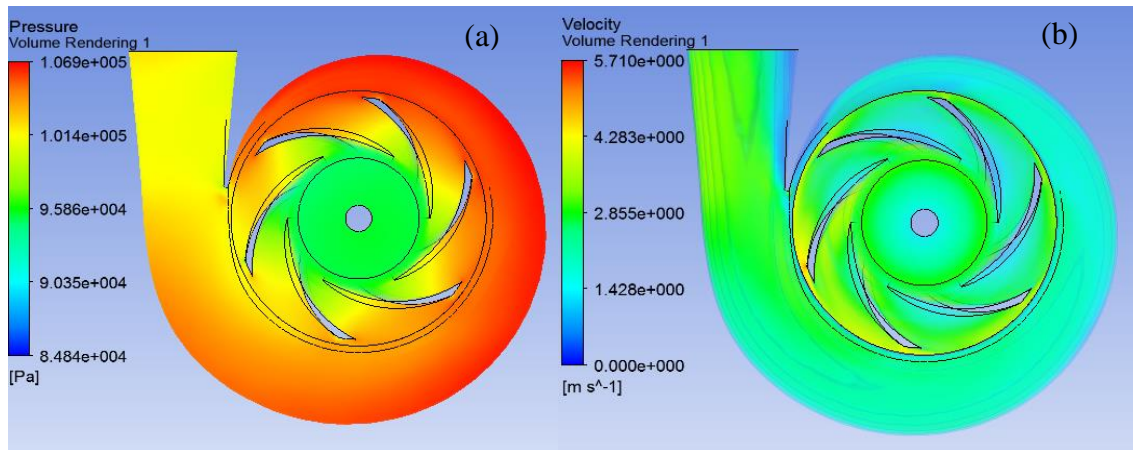 Pressure
Volume Rendering 1
(a)
1.069e+005
1.014e+005
9.586e+004
9.035e+004
8.484e+004
[Pa]
Velocity
Volume Rendering 1
(b)
5.710e+000
4.283e+000
2.855e+000
1.428e+000
0.000e+000
[m s^-1]